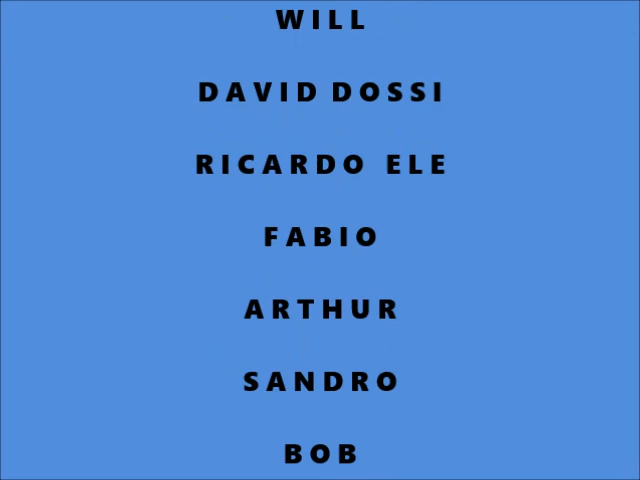 WILL
DAVID DOSSI
RICARDO ELE
FABIO
ARTHUR
SANDRO
BOB